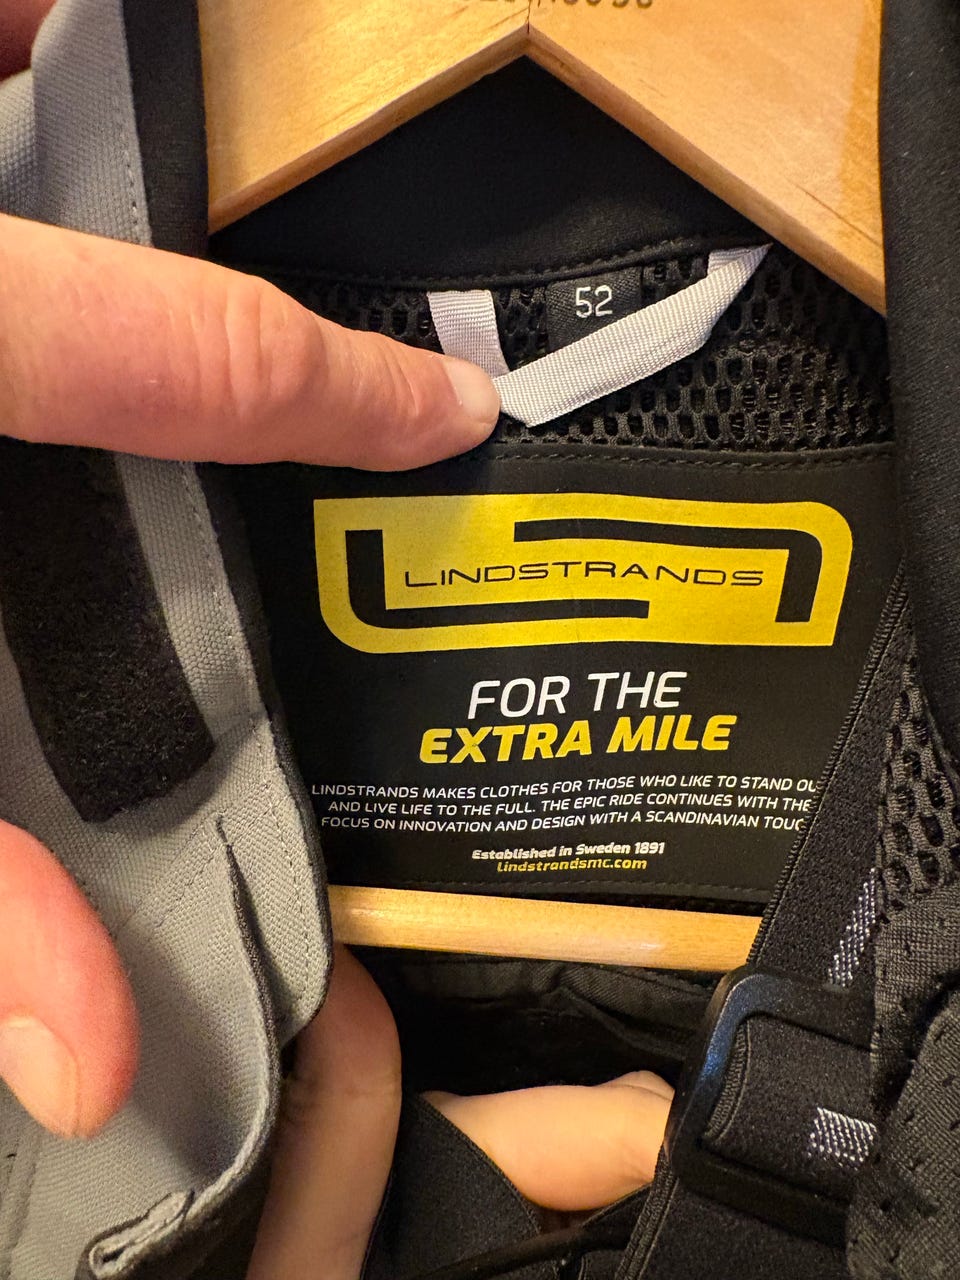 52
LINDSTRANDS
FOR THE
EXTRA MILE
LINDSTRANDS MAKES CLOTHES FOR THOSE WHO LIKE TO STAND
AND LIVE LIFE TO THE FULL. THE EPIC RIDE CONTINUES WITH THE
FOCUS ON INNOVATION AND DESIGN WITH A SCANDINAVIAN
Established in Sweden 1891
lindstrandsmc.com